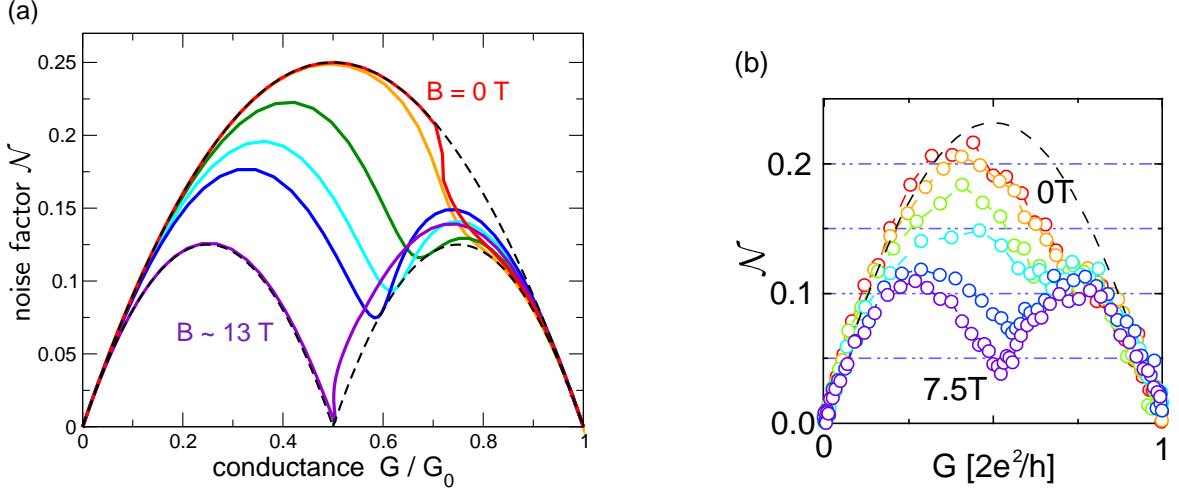 (a)
noise factor 𝒩
0.25
0.2
0.15
0.1
0.05
0
B = 0 T
B ~ 13 T
0 0.2 0.4 0.6 0.8 1
conductance G / G₀
(b)
𝒩
0.2
0.1
0.0
0T
7.5T
0 1
G [2e²/h]